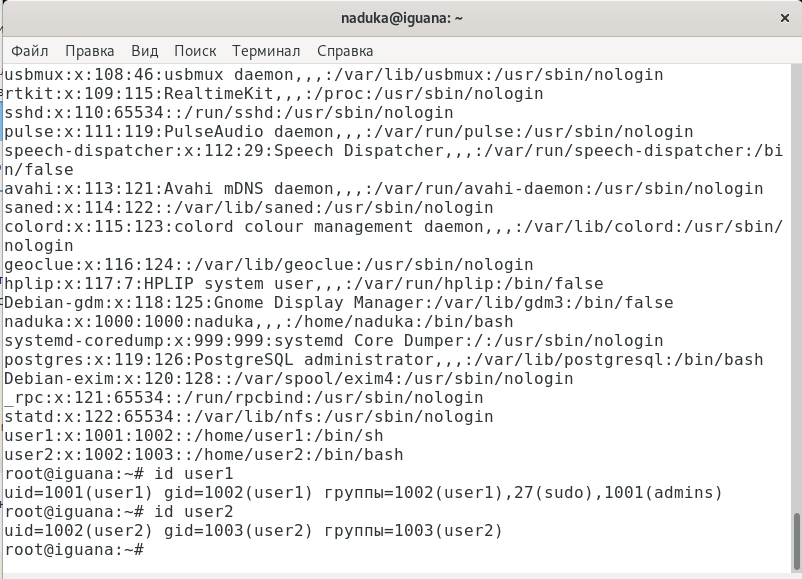 naduka@iguana: ~
Файл Правка Вид Поиск Терминал Справка
usbmux:x:108:46:usbmux daemon,,,:/var/lib/usbmux:/usr/sbin/nologin
rtkit:x:109:115:RealtimeKit,,,:/proc:/usr/sbin/nologin
sshd:x:110:65534::/run/sshd:/usr/sbin/nologin
pulse:x:111:119:PulseAudio daemon,,,:/var/run/pulse:/usr/sbin/nologin
speech-dispatcher:x:112:29:Speech Dispatcher,,,:/var/run/speech-dispatcher:/bi
n/false
avahi:x:113:121:Avahi mDNS daemon,,,:/var/run/avahi-daemon:/usr/sbin/nologin
saned:x:114:122::/var/lib/saned:/usr/sbin/nologin
colord:x:115:123:colord colour management daemon,,,:/var/lib/colord:/usr/sbin/
nologin
geoclue:x:116:124::/var/lib/geoclue:/usr/sbin/nologin
hplip:x:117:7:HPLIP system user,,,:/var/run/hplip:/bin/false
Debian-gdm:x:118:125:Gnome Display Manager:/var/lib/gdm3:/bin/false
naduka:x:1000:1000:naduka,,,:/home/naduka:/bin/bash
systemd-coredump:x:999:999:systemd Core Dumper:/:/usr/sbin/nologin
postgres:x:119:126:PostgreSQL administrator,,,:/var/lib/postgresql:/bin/bash
Debian-exim:x:120:128::/var/spool/exim4:/usr/sbin/nologin
_rpc:x:121:65534::/run/rpcbind:/usr/sbin/nologin
statd:x:122:65534::/var/lib/nfs:/usr/sbin/nologin
user1:x:1001:1002::/home/user1:/bin/sh
user2:x:1002:1003::/home/user2:/bin/bash
root@iguana:~# id user1
uid=1001(user1) gid=1002(user1) группы=1002(user1),27(sudo),1001(admins)
root@iguana:~# id user2
uid=1002(user2) gid=1003(user2) группы=1003(user2)
root@iguana:~#